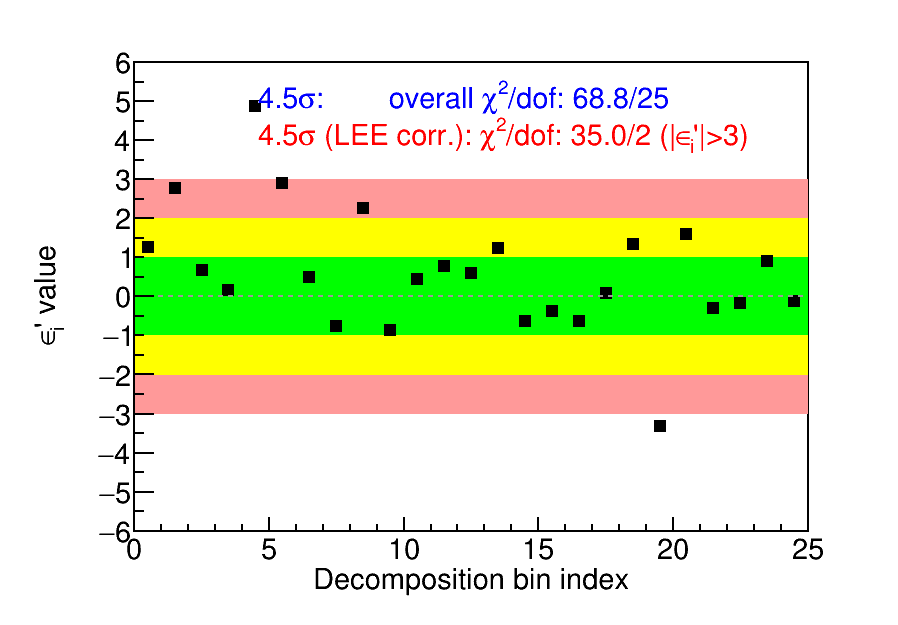 6
5
4
3
2
1
0
−1
−2
−3
−4
−5
−6
ϵi' value
4.5σ: overall χ²/dof: 68.8/25
4.5σ (LEE corr.): χ²/dof: 35.0/2 (|ϵi'|>3)
0 5 10 15 20 25
Decomposition bin index